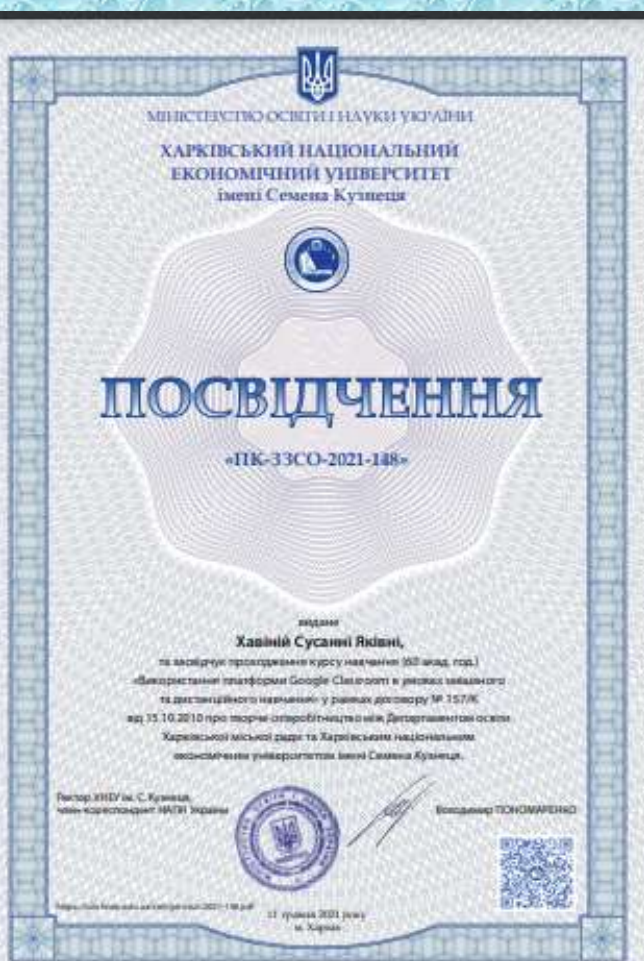 МІНІСТЕРСТВО ОСВІТИ І НАУКИ УКРАЇНИ
ХАРКІВСЬКИЙ НАЦІОНАЛЬНИЙ
ЕКОНОМІЧНИЙ УНІВЕРСИТЕТ
імені Семена Кузнеця
ПОСВІДЧЕННЯ
«ПК-ЗЗСО-2021-148»
видане
Хавіній Сусанні Яківні,
та засвідчує проходження курсу навчання (60 акад. год.)
«Використання платформи Google Classroom в умовах змішаного
та дистанційного навчання» у рамках договору № 157/К
від 15.10.2010 про творче співробітництво між Департаментом освіти
Харківської міської ради та Харківським національним
економічним університетом імені Семена Кузнеця.
Ректор ХНЕУ ім. С. Кузнеця,
член-кореспондент НАПН України
Володимир ПОНОМАРЕНКО
травня 2021 року
м. Харків